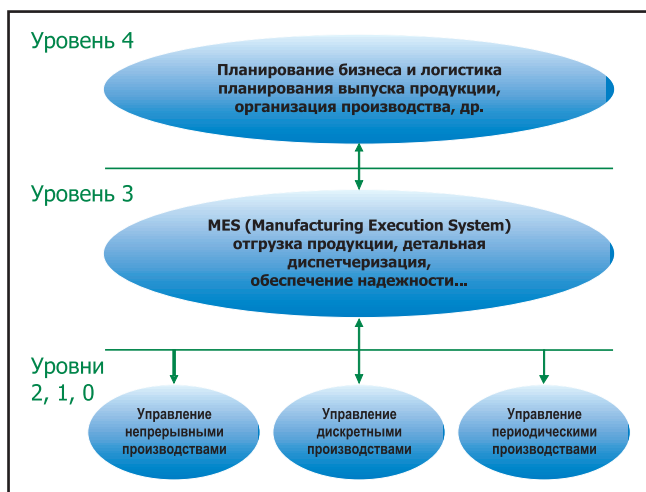 Уровень 4
Планирование бизнеса и логистика
планирования выпуска продукции,
организация производства, др.
Уровень 3
MES (Manufacturing Execution System)
отгрузка продукции, детальная
диспетчеризация,
обеспечение надежности...
Уровни
2, 1, 0
Управление
непрерывными
производствами
Управление
дискретными
производствами
Управление
периодическими
производствами